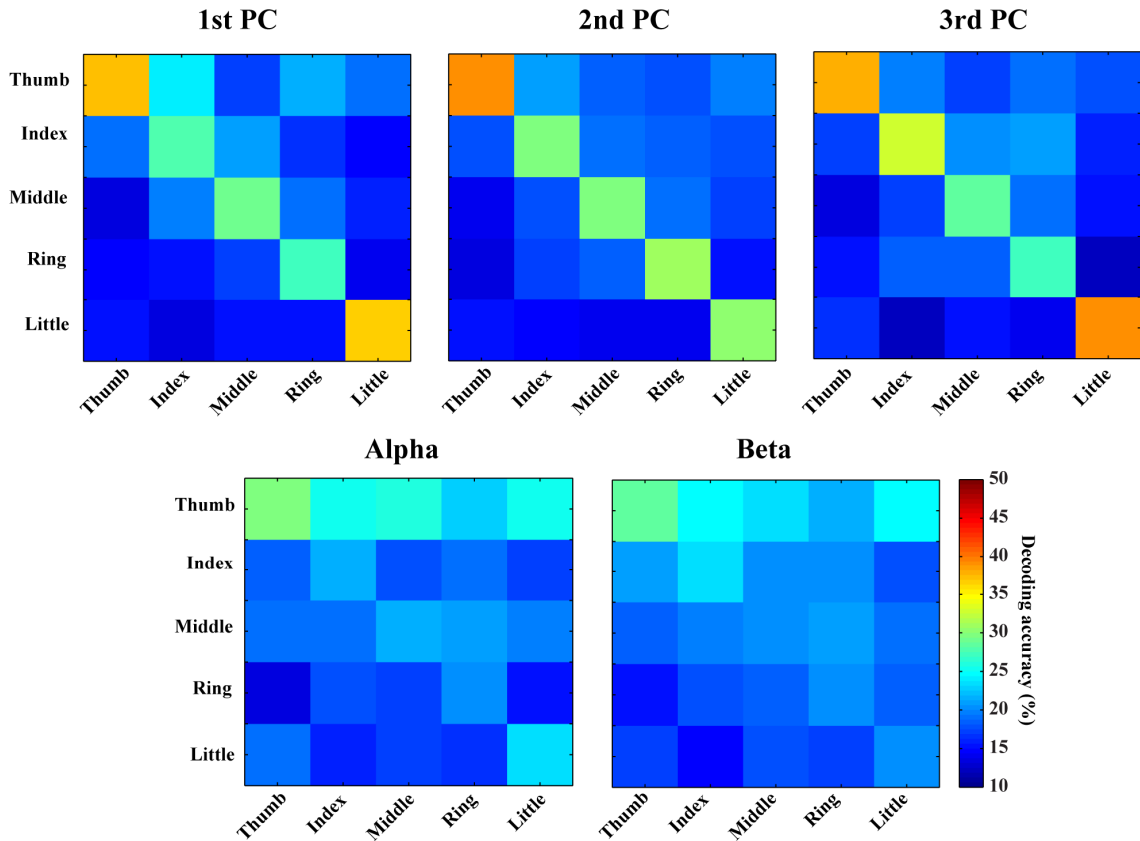 1st PC 2nd PC 3rd PC
Thumb
Index
Middle
Ring
Little
Thumb Index Middle Ring Little
Thumb Index Middle Ring Little
Thumb Index Middle Ring Little
Alpha Beta
Thumb
Index
Middle
Ring
Little
Thumb Index Middle Ring Little
Thumb Index Middle Ring Little
50
45
40
35
30
25
20
15
10
Decoding accuracy (%)